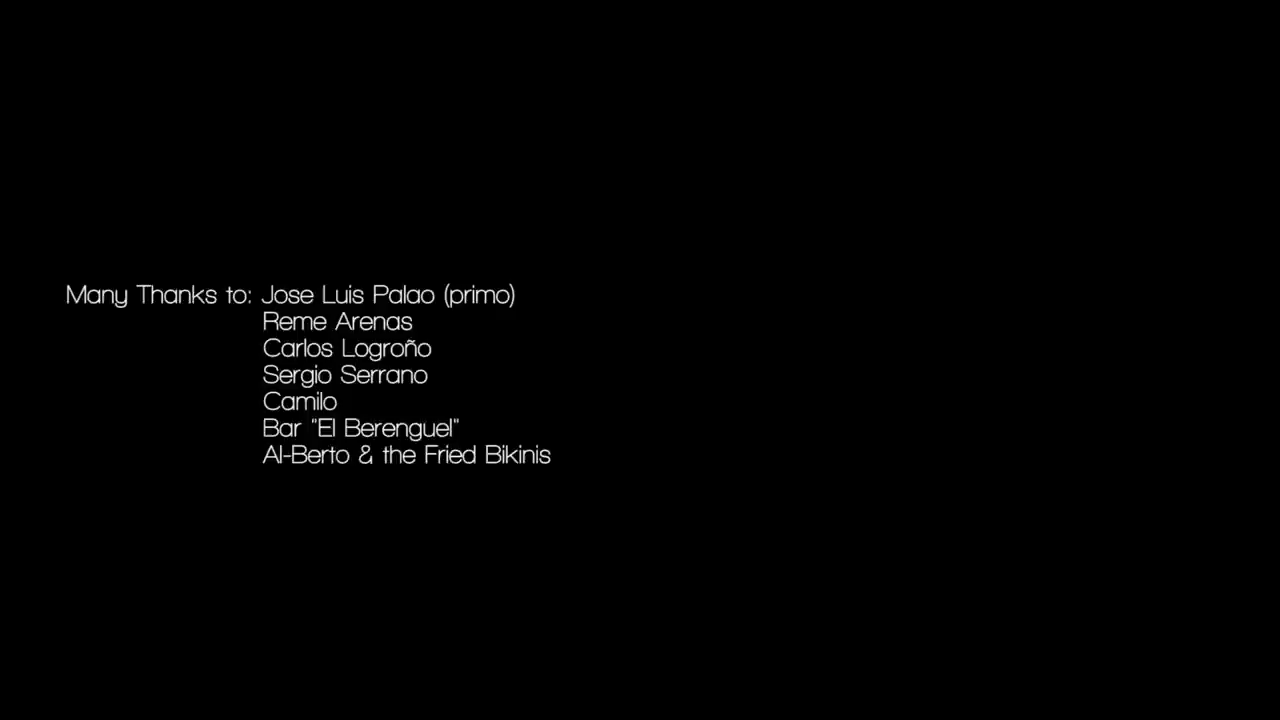 Many Thanks to: Jose Luis Palao (primo)
Reme Arenas
Carlos Logroño
Sergio Serrano
Camilo
Bar "El Berenguel"
Al-Berto & the Fried Bikinis